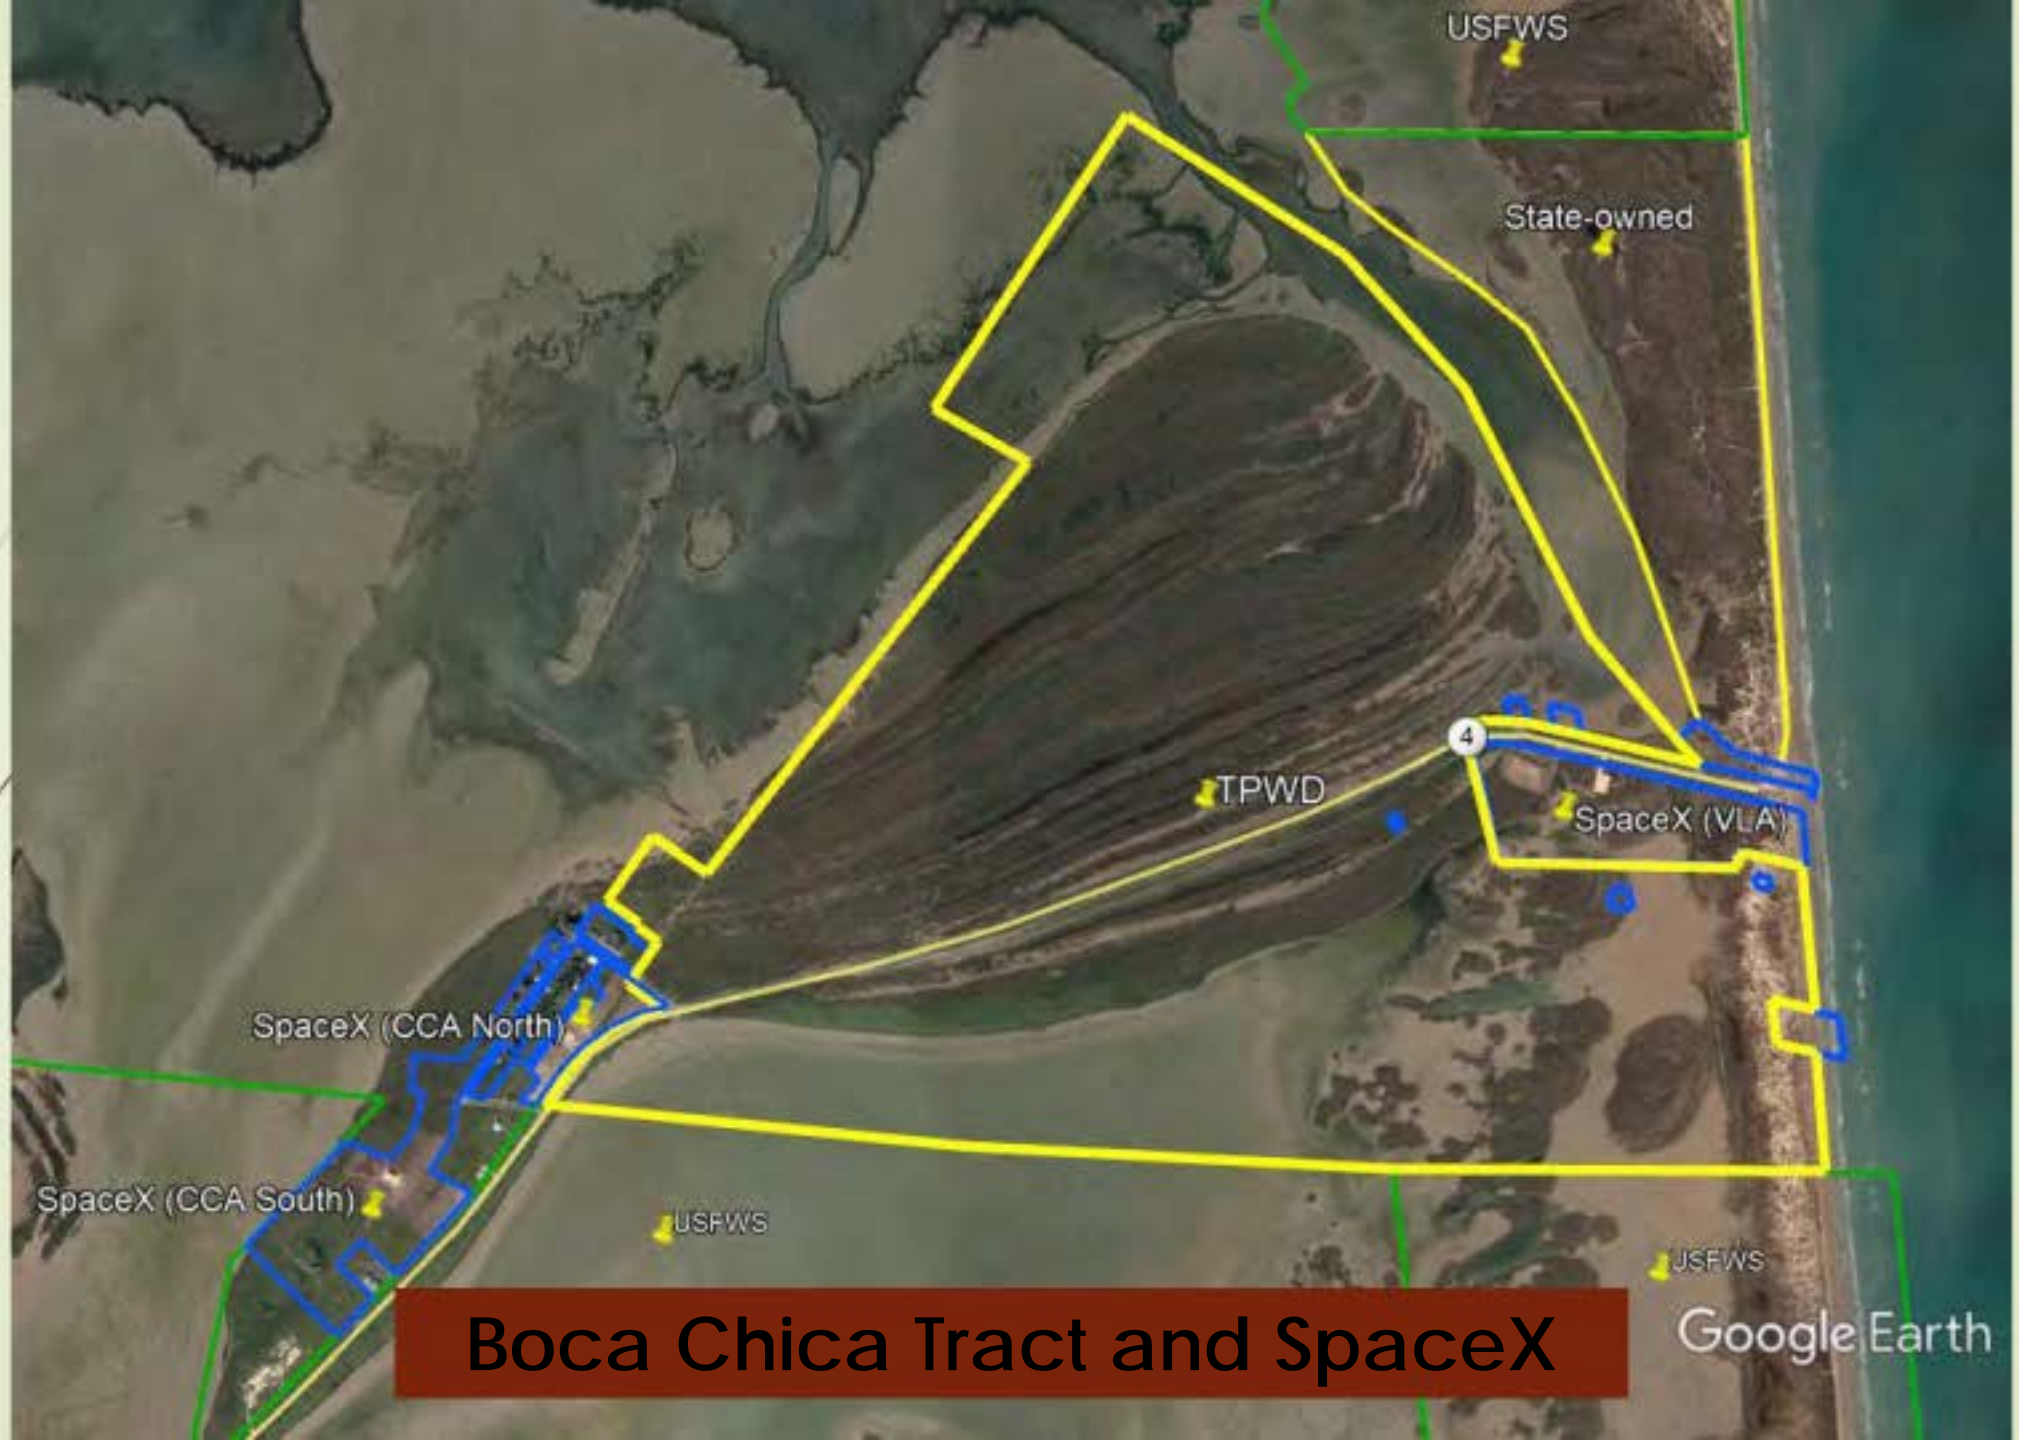 USFWS
State-owned
4
TPWD
SpaceX (VLA)
SpaceX (CCA North)
SpaceX (CCA South)
USFWS
USFWS
Boca Chica Tract and SpaceX
Google Earth